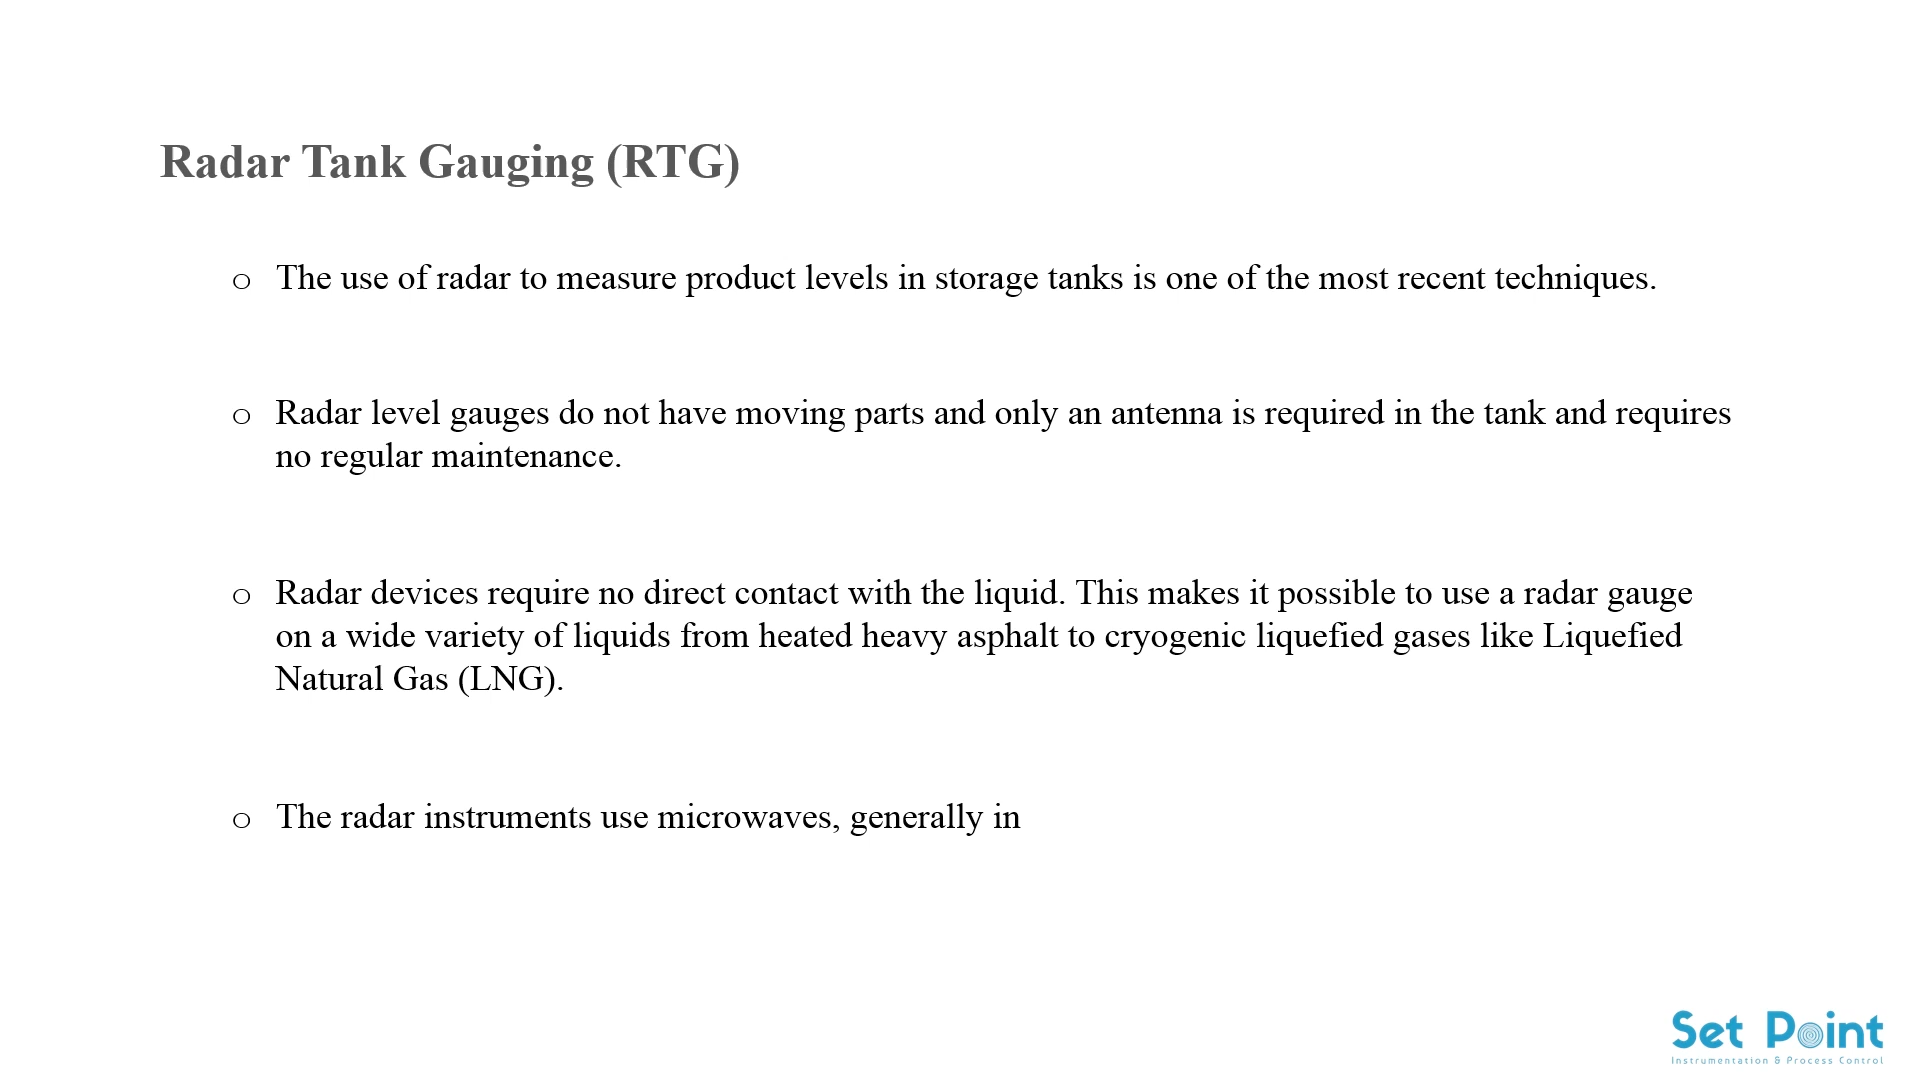 Radar Tank Gauging (RTG)
o The use of radar to measure product levels in storage tanks is one of the most recent techniques.
o Radar level gauges do not have moving parts and only an antenna is required in the tank and requires
no regular maintenance.
o Radar devices require no direct contact with the liquid. This makes it possible to use a radar gauge
on a wide variety of liquids from heated heavy asphalt to cryogenic liquefied gases like Liquefied
Natural Gas (LNG).
o The radar instruments use microwaves, generally in
Set Point
Instrumentation & Process Control